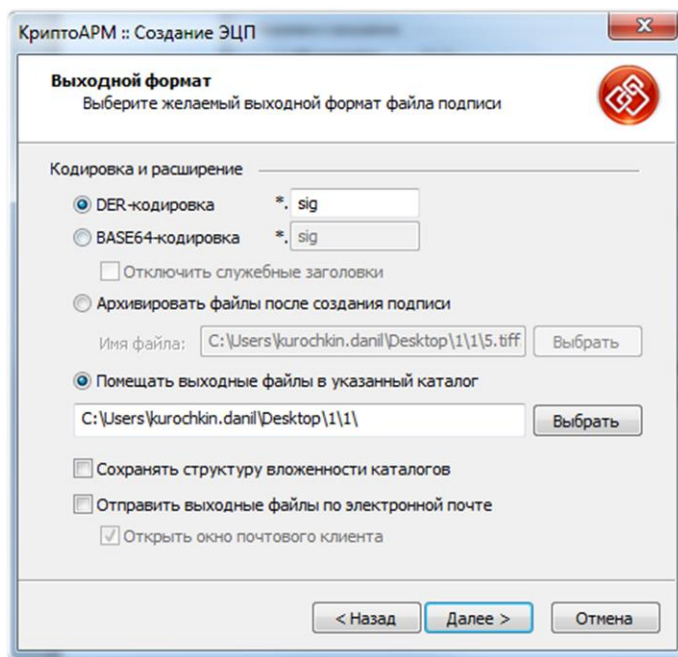 КриптоАРМ :: Создание ЭЦП
Выходной формат
Выберите желаемый выходной формат файла подписи
Кодировка и расширение
DER-кодировка *. sig
BASE64-кодировка *. sig
Отключить служебные заголовки
Архивировать файлы после создания подписи
Имя файла: C:\Users\kurochkin.danil\Desktop\1\1\5.tiff. Выбрать
Помещать выходные файлы в указанный каталог
C:\Users\kurochkin.danil\Desktop\1\1\ Выбрать
Сохранять структуру вложенности каталогов
Отправить выходные файлы по электронной почте
Открыть окно почтового клиента
< Назад Далее > Отмена